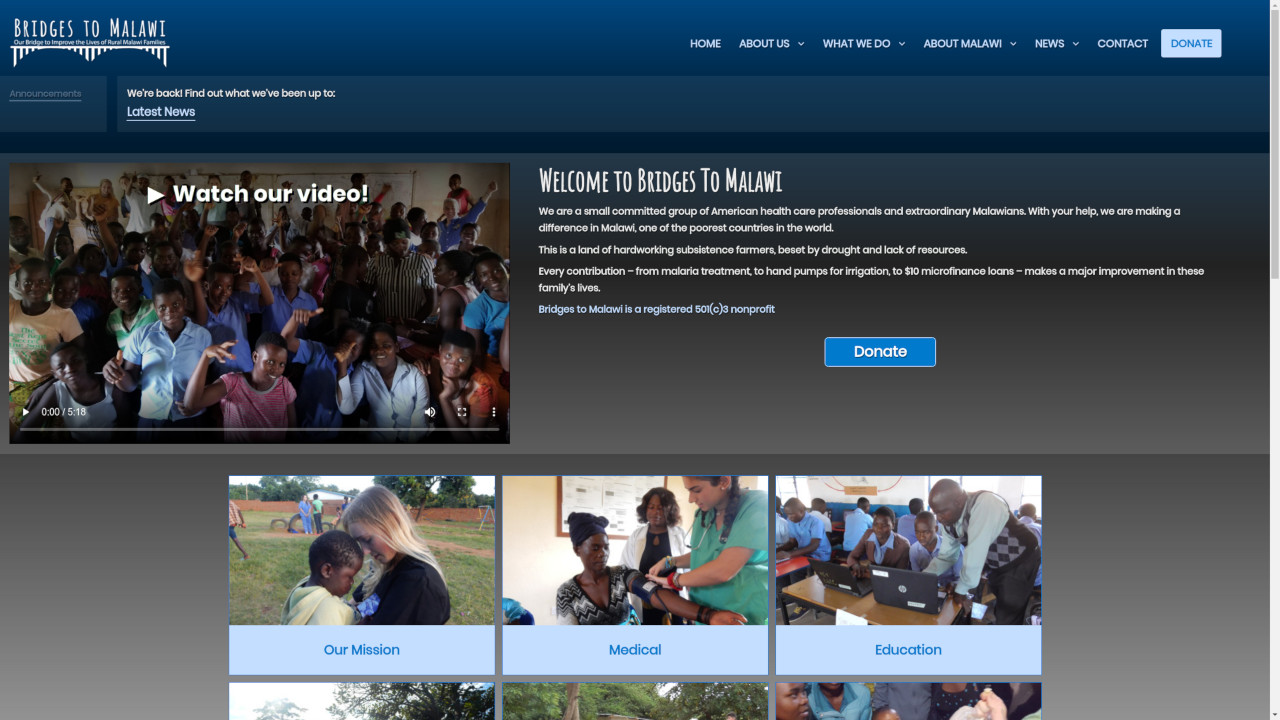 BRIDGES TO MALAWI
Our Bridge to Improve the Lives of Rural Malawi Families
HOME
ABOUT US
WHAT WE DO
ABOUT MALAWI
NEWS
CONTACT
DONATE
Announcements
We're back! Find out what we've been up to:
Latest News
▶ Watch our video!
0:00 / 5:18
WELCOME TO BRIDGES TO MALAWI
We are a small committed group of American health care professionals and extraordinary Malawians. With your help, we are making a
difference in Malawi, one of the poorest countries in the world.
This is a land of hardworking subsistence farmers, beset by drought and lack of resources.
Every contribution – from malaria treatment, to hand pumps for irrigation, to $10 microfinance loans – makes a major improvement in these
family's lives.
Bridges to Malawi is a registered 501(c)3 nonprofit
Donate
Our Mission
Medical
Education